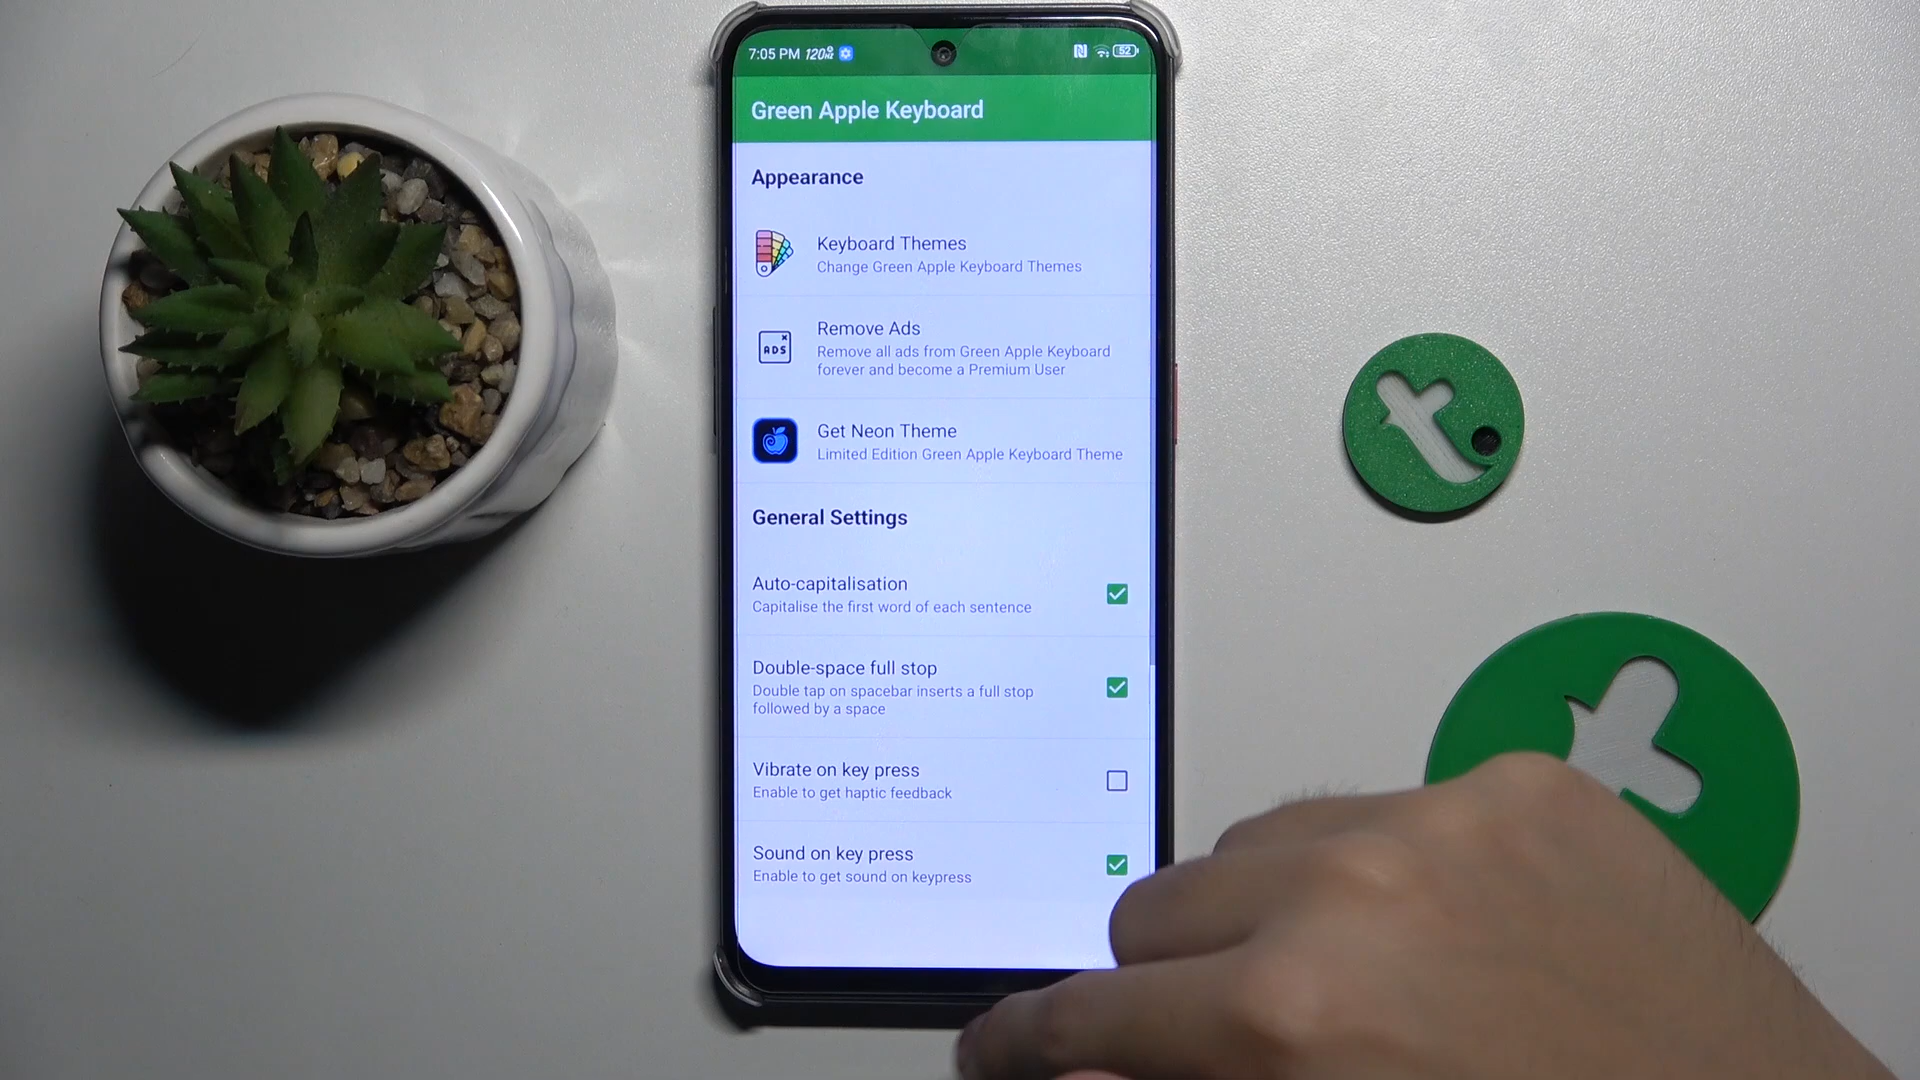 7:05 PM 120Hz 52
Green Apple Keyboard
Appearance
Keyboard Themes
Change Green Apple Keyboard Themes
ADS
Remove Ads
Remove all ads from Green Apple Keyboard
forever and become a Premium User
Get Neon Theme
Limited Edition Green Apple Keyboard Theme
General Settings
Auto-capitalisation
Capitalise the first word of each sentence
Double-space full stop
Double tap on spacebar inserts a full stop
followed by a space
Vibrate on key press
Enable to get haptic feedback
Sound on key press
Enable to get sound on keypress